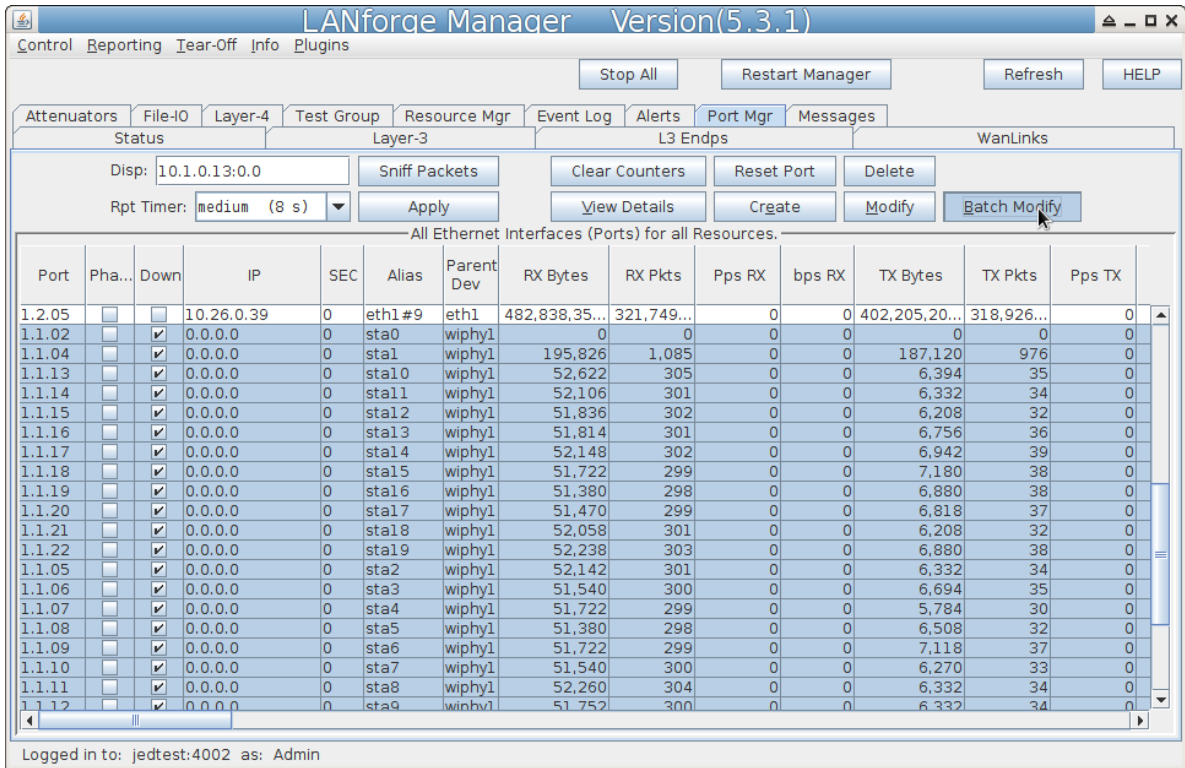 LANforge Manager Version(5.3.1)
Control Reporting Tear-Off Info Plugins
Stop All Restart Manager Refresh HELP
Attenuators File-IO Layer-4 Test Group Resource Mgr Event Log Alerts Port Mgr Messages
Status Layer-3 L3 Endps WanLinks
Disp: 10.1.0.13:0.0 Sniff Packets Clear Counters Reset Port Delete
Rpt Timer: medium (8 s) Apply View Details Create Modify Batch Modify
All Ethernet Interfaces (Ports) for all Resources.
Port Pha... Down IP SEC Alias Parent Dev RX Bytes RX Pkts Pps RX bps RX TX Bytes TX Pkts Pps TX
1.2.05 10.26.0.39 0 eth1#9 eth1 482,838,35... 321,749... 0 0 402,205,20... 318,926... 0
1.1.02 0.0.0.0 0 sta0 wiphy1 0 0 0 0 0 0 0
1.1.04 0.0.0.0 0 sta1 wiphy1 195,826 1,085 0 0 187,120 976 0
1.1.13 0.0.0.0 0 sta10 wiphy1 52,622 305 0 0 6,394 35 0
1.1.14 0.0.0.0 0 sta11 wiphy1 52,106 301 0 0 6,332 34 0
1.1.15 0.0.0.0 0 sta12 wiphy1 51,836 302 0 0 6,208 32 0
1.1.16 0.0.0.0 0 sta13 wiphy1 51,814 301 0 0 6,756 36 0
1.1.17 0.0.0.0 0 sta14 wiphy1 52,148 302 0 0 6,942 39 0
1.1.18 0.0.0.0 0 sta15 wiphy1 51,722 299 0 0 7,180 38 0
1.1.19 0.0.0.0 0 sta16 wiphy1 51,380 298 0 0 6,880 38 0
1.1.20 0.0.0.0 0 sta17 wiphy1 51,470 299 0 0 6,818 37 0
1.1.21 0.0.0.0 0 sta18 wiphy1 52,058 301 0 0 6,208 32 0
1.1.22 0.0.0.0 0 sta19 wiphy1 52,238 303 0 0 6,880 38 0
1.1.05 0.0.0.0 0 sta2 wiphy1 52,142 301 0 0 6,332 34 0
1.1.06 0.0.0.0 0 sta3 wiphy1 51,540 300 0 0 6,694 35 0
1.1.07 0.0.0.0 0 sta4 wiphy1 51,722 299 0 0 5,784 30 0
1.1.08 0.0.0.0 0 sta5 wiphy1 51,380 298 0 0 6,508 32 0
1.1.09 0.0.0.0 0 sta6 wiphy1 51,722 299 0 0 7,118 37 0
1.1.10 0.0.0.0 0 sta7 wiphy1 51,540 300 0 0 6,270 33 0
1.1.11 0.0.0.0 0 sta8 wiphy1 52,260 304 0 0 6,332 34 0
1.1.12 0.0.0.0 0 sta9 wiphy1 51,752 300 0 0 6,332 34 0
Logged in to: jedtest:4002 as: Admin